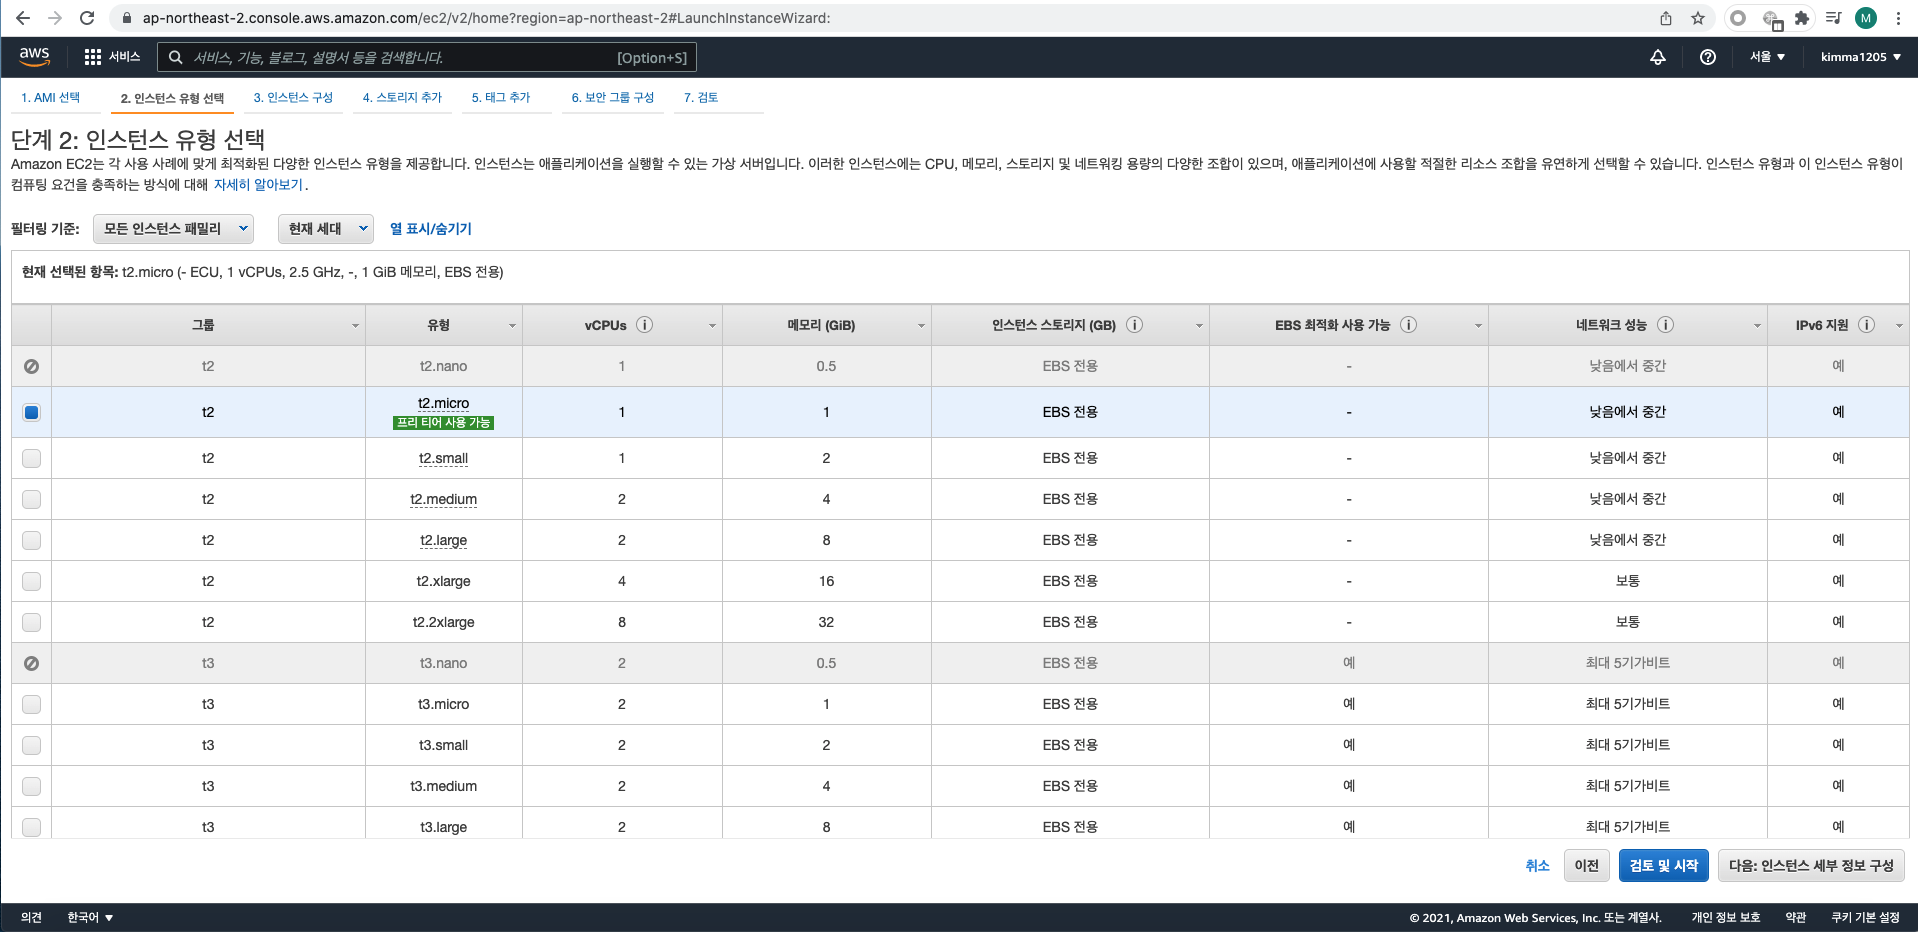 ap-northeast-2.console.aws.amazon.com/ec2/v2/home?region=ap-northeast-2#LaunchInstanceWizard:
M
aws 서비스 서비스, 기능, 블로그, 설명서 등을 검색합니다. [Option+S] 서울 kimma1205
1. AMI 선택 2. 인스턴스 유형 선택 3. 인스턴스 구성 4. 스토리지 추가 5. 태그 추가 6. 보안 그룹 구성 7. 검토
단계 2: 인스턴스 유형 선택
Amazon EC2는 각 사용 사례에 맞게 최적화된 다양한 인스턴스 유형을 제공합니다. 인스턴스는 애플리케이션을 실행할 수 있는 가상 서버입니다. 이러한 인스턴스에는 CPU, 메모리, 스토리지 및 네트워킹 용량의 다양한 조합이 있으며, 애플리케이션에 사용할 적절한 리소스 조합을 유연하게 선택할 수 있습니다. 인스턴스 유형과 이 인스턴스 유형이
컴퓨팅 요건을 충족하는 방식에 대해 자세히 알아보기.
필터링 기준: 모든 인스턴스 패밀리 현재 세대 열 표시/숨기기
현재 선택된 항목: t2.micro (- ECU, 1 vCPUs, 2.5 GHz, -, 1 GiB 메모리, EBS 전용)
그룹 유형 vCPUs 메모리 (GiB) 인스턴스 스토리지 (GB) EBS 최적화 사용 가능 네트워크 성능 IPv6 지원
t2 t2.nano 1 0.5 EBS 전용 - 낮음에서 중간 예
t2 t2.micro 1 1 EBS 전용 - 낮음에서 중간 예
프리 티어 사용 가능
t2 t2.small 1 2 EBS 전용 - 낮음에서 중간 예
t2 t2.medium 2 4 EBS 전용 - 낮음에서 중간 예
t2 t2.large 2 8 EBS 전용 - 낮음에서 중간 예
t2 t2.xlarge 4 16 EBS 전용 - 보통 예
t2 t2.2xlarge 8 32 EBS 전용 - 보통 예
t3 t3.nano 2 0.5 EBS 전용 예 최대 5기가비트 예
t3 t3.micro 2 1 EBS 전용 예 최대 5기가비트 예
t3 t3.small 2 2 EBS 전용 예 최대 5기가비트 예
t3 t3.medium 2 4 EBS 전용 예 최대 5기가비트 예
t3 t3.large 2 8 EBS 전용 예 최대 5기가비트 예
취소 이전 검토 및 시작 다음: 인스턴스 세부 정보 구성
의견 한국어 © 2021, Amazon Web Services, Inc. 또는 계열사. 개인 정보 보호 약관 쿠키 기본 설정